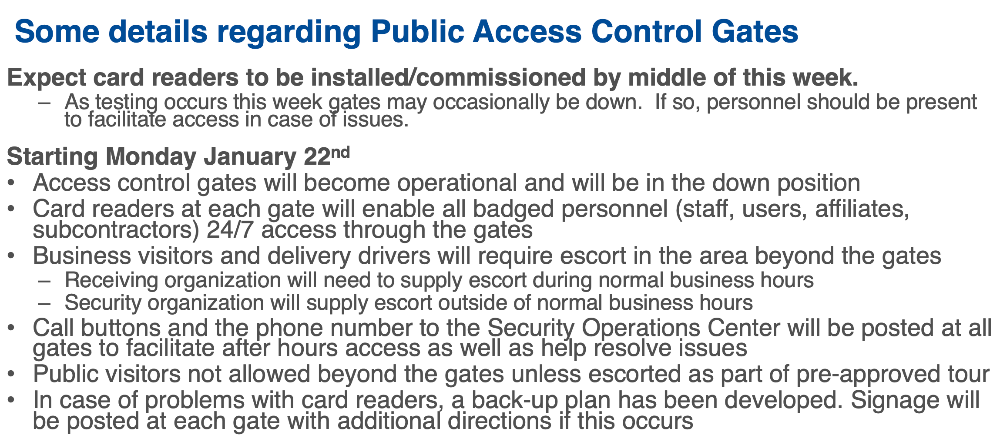 Some details regarding Public Access Control Gates
Expect card readers to be installed/commissioned by middle of this week.
– As testing occurs this week gates may occasionally be down.  If so, personnel should be present
to facilitate access in case of issues.
Starting Monday January 22nd
• Access control gates will become operational and will be in the down position
• Card readers at each gate will enable all badged personnel (staff, users, affiliates,
subcontractors) 24/7 access through the gates
• Business visitors and delivery drivers will require escort in the area beyond the gates
– Receiving organization will need to supply escort during normal business hours
– Security organization will supply escort outside of normal business hours
• Call buttons and the phone number to the Security Operations Center will be posted at all
gates to facilitate after hours access as well as help resolve issues
• Public visitors not allowed beyond the gates unless escorted as part of pre-approved tour
• In case of problems with card readers, a back-up plan has been developed. Signage will
be posted at each gate with additional directions if this occurs